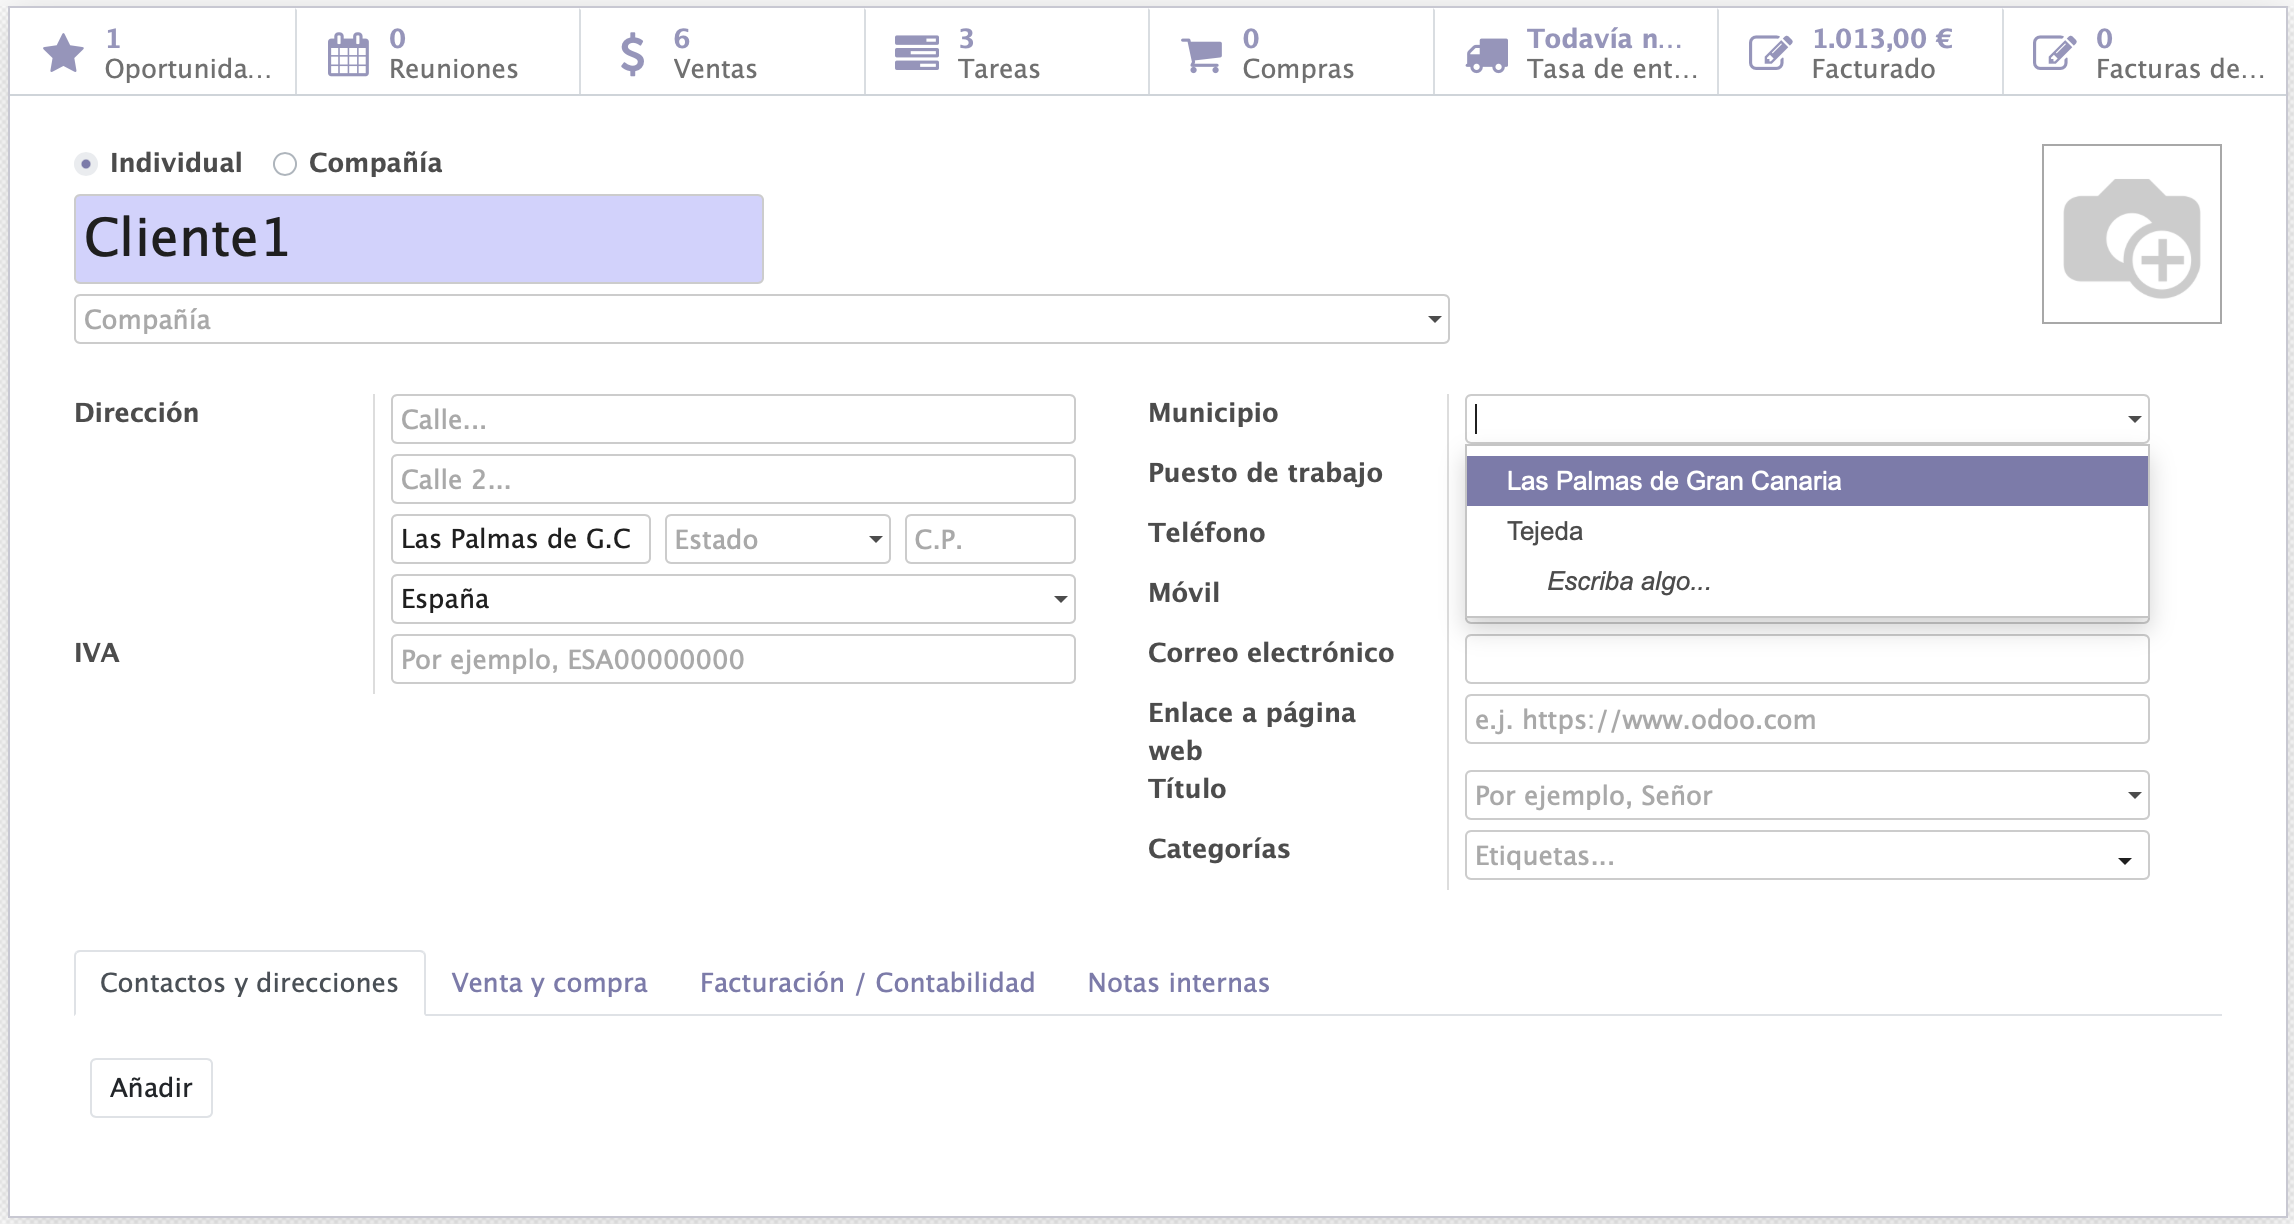 1
Oportunida...
0
Reuniones
6
Ventas
3
Tareas
0
Compras
Todavía n...
Tasa de ent...
1.013,00 €
Facturado
0
Facturas de...
Individual
Compañía
Cliente1
Compañía
Dirección
Calle...
Calle 2...
Las Palmas de G.C
Estado
C.P.
España
IVA
Por ejemplo, ESA00000000
Municipio
Las Palmas de Gran Canaria
Tejeda
Escriba algo...
Puesto de trabajo
Teléfono
Móvil
Correo electrónico
Enlace a página
web
e.j. https://www.odoo.com
Título
Por ejemplo, Señor
Categorías
Etiquetas...
Contactos y direcciones
Venta y compra
Facturación / Contabilidad
Notas internas
Añadir